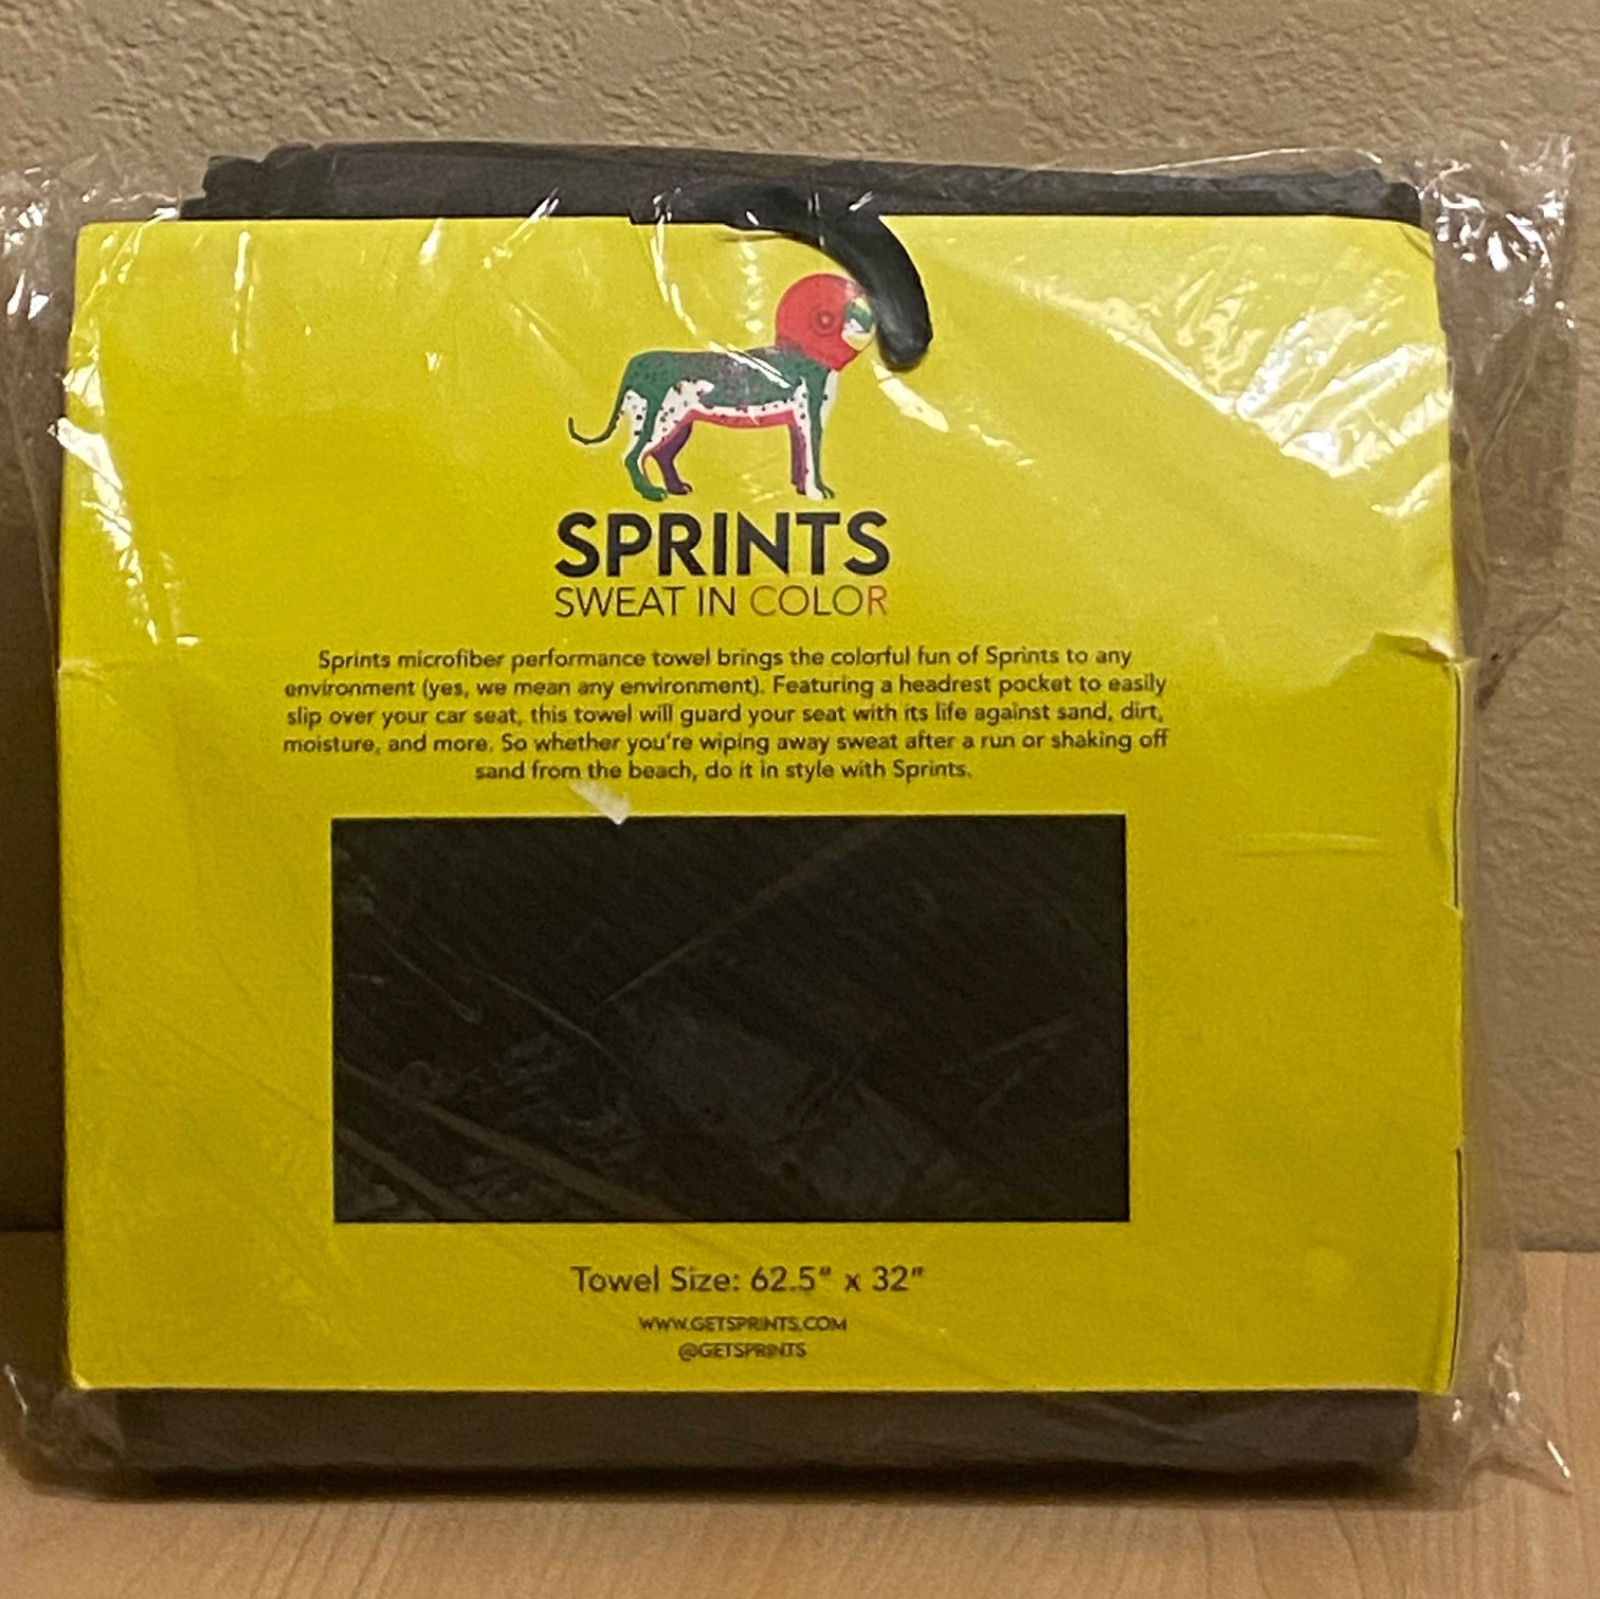 SPRINTS
SWEAT IN COLOR
Sprints microfiber performance towel brings the colorful fun of Sprints to any
environment (yes, we mean any environment). Featuring a headrest pocket to easily
slip over your car seat, this towel will guard your seat with its life against sand, dirt,
moisture, and more. So whether you're wiping away sweat after a run or shaking off
sand from the beach, do it in style with Sprints.
Towel Size: 62.5" x 32"
WWW.GETSPRINTS.COM
@GETSPRINTS